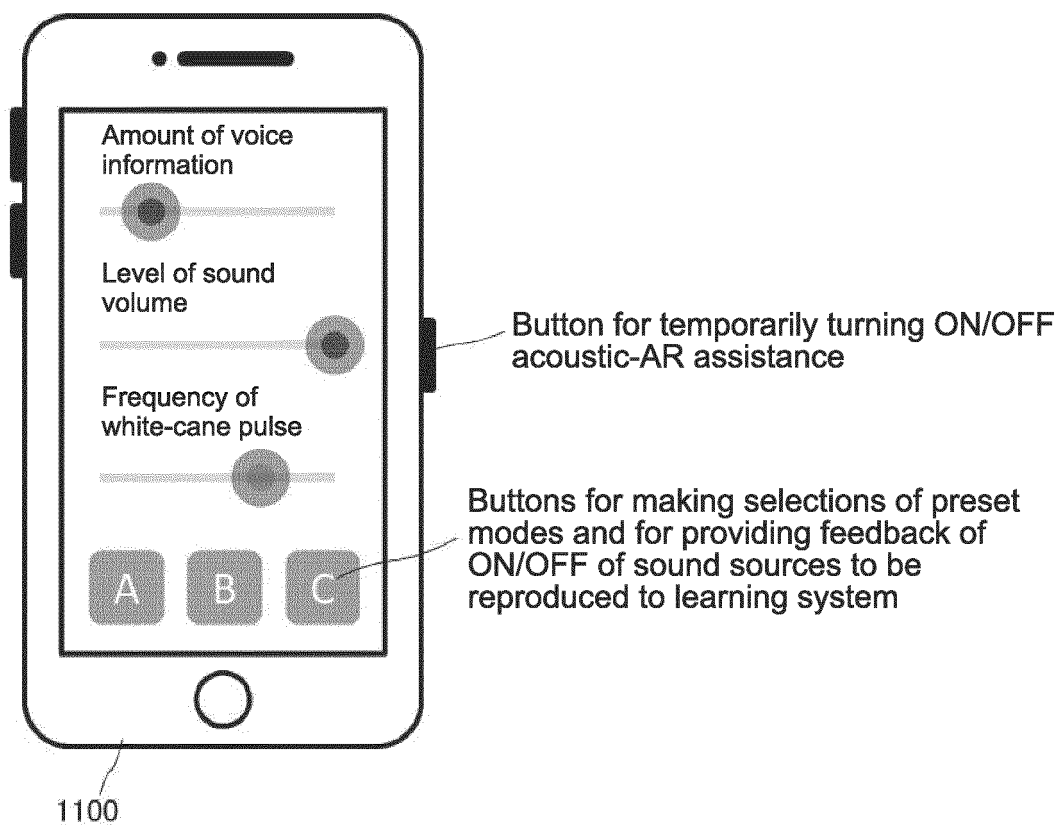 Amount of voice
information
Level of sound
volume
Button for temporarily turning ON/OFF
acoustic-AR assistance
Frequency of
white-cane pulse
Buttons for making selections of preset
modes and for providing feedback of
ON/OFF of sound sources to be
reproduced to learning system
A B C
1100